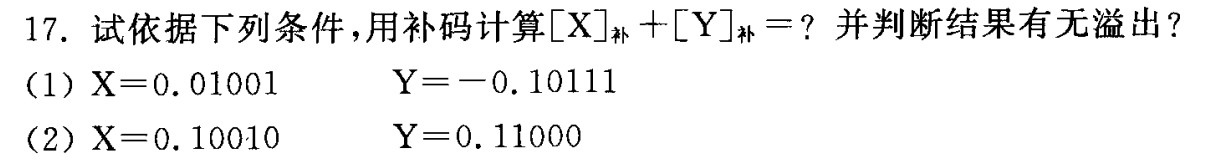 17. 试依据下列条件,用补码计算[X]补+[Y]补=? 并判断结果有无溢出?
(1) X=0.01001 Y=-0.10111
(2) X=0.10010 Y=0.11000